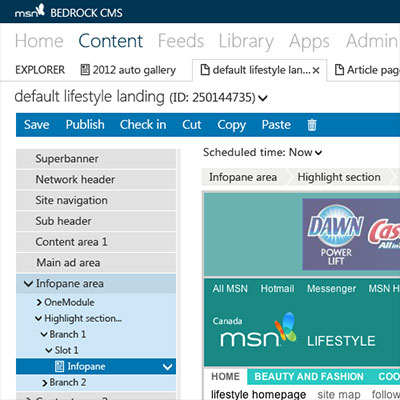 msn BEDROCK CMS
Home Content Feeds Library Apps Admin
EXPLORER 2012 auto gallery default lifestyle lan... Article pag
default lifestyle landing (ID: 250144735)
Save Publish Check in Cut Copy Paste
Scheduled time: Now
Infopane area Highlight section
Superbanner
Network header
Site navigation
Sub header
Content area 1
Main ad area
Infopane area
OneModule
Highlight section...
Branch 1
Slot 1
Infopane
Branch 2
DAWN
POWER
LIFT
All MSN Hotmail Messenger MSN H
Canada
msn LIFESTYLE
HOME BEAUTY AND FASHION COO
lifestyle homepage site map follow